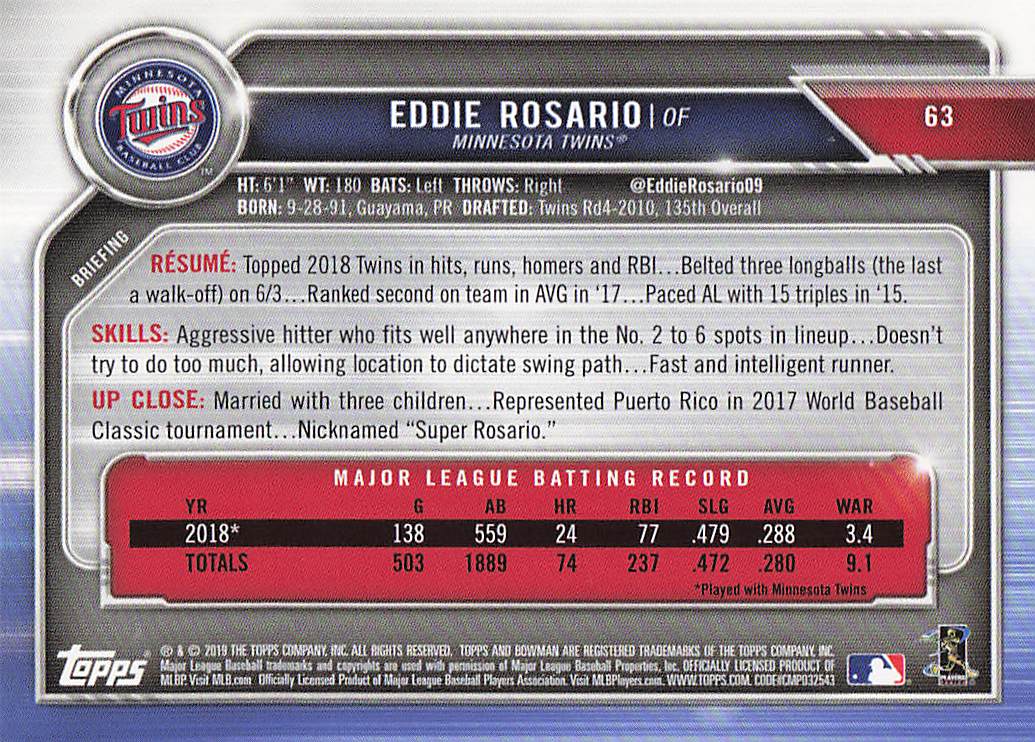 MINNESOTA
Twins
BASEBALL CLUB
TM
EDDIE ROSARIO | OF
MINNESOTA TWINS®
63
HT: 6'1" WT: 180 BATS: Left THROWS: Right @EddieRosario09
BORN: 9-28-91, Guayama, PR DRAFTED: Twins Rd4-2010, 135th Overall
BRIEFING
RÉSUMÉ: Topped 2018 Twins in hits, runs, homers and RBI...Belted three longballs (the last
a walk-off) on 6/3...Ranked second on team in AVG in '17...Paced AL with 15 triples in '15.
SKILLS: Aggressive hitter who fits well anywhere in the No. 2 to 6 spots in lineup...Doesn't
try to do too much, allowing location to dictate swing path...Fast and intelligent runner.
UP CLOSE: Married with three children...Represented Puerto Rico in 2017 World Baseball
Classic tournament...Nicknamed "Super Rosario."
MAJOR LEAGUE BATTING RECORD
YR G AB HR RBI SLG AVG WAR
2018* 138 559 24 77 .479 .288 3.4
TOTALS 503 1889 74 237 .472 .280 9.1
*Played with Minnesota Twins
TOPPS
® & © 2019 THE TOPPS COMPANY, INC. ALL RIGHTS RESERVED. TOPPS AND BOWMAN ARE REGISTERED TRADEMARKS OF THE TOPPS COMPANY, INC.
Major League Baseball trademarks and copyrights are used with permission of Major League Baseball Properties, Inc. OFFICIALLY LICENSED PRODUCT OF
MLBP. Visit MLB.com. Officially Licensed Product of Major League Baseball Players Association. Visit MLBPlayers.com. WWW.TOPPS.COM. CODE#CMP032543
PLAYERS